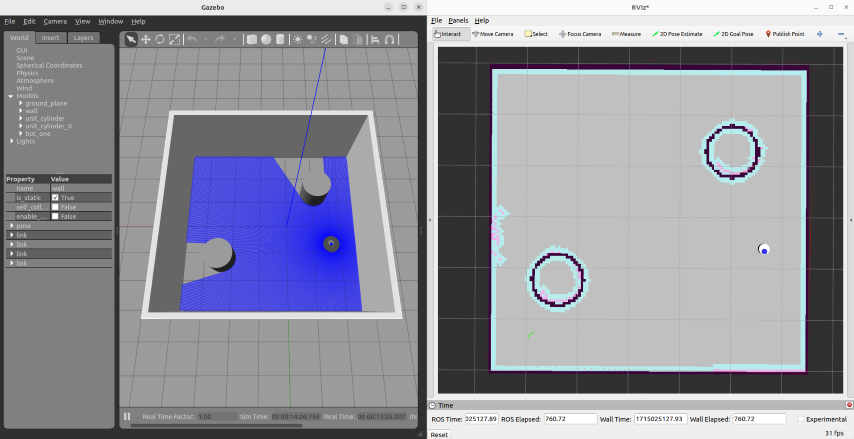 Gazebo
File Edit Camera View Window Help
World Insert Layers
GUI
Scene
Spherical Coordinates
Physics
Atmosphere
Wind
Models
ground_plane
wall
unit_cylinder
unit_cylinder_0
bot_one
Lights
Property Value
name wall
is_static True
self_coll... False
enable_... False
pose
link
link
link
link
Real Time Factor: 1.00 Sim Time: 00 00:14:06.758 Real Time: 00 00:13:05.007 Ite
RViz*
File Panels Help
Interact Move Camera Select Focus Camera Measure 2D Pose Estimate 2D Goal Pose Publish Point
Time
ROS Time: 025127.89 ROS Elapsed: 760.72 Wall Time: 1715025127.93 Wall Elapsed: 760.72 Experimental
Reset 31 fps